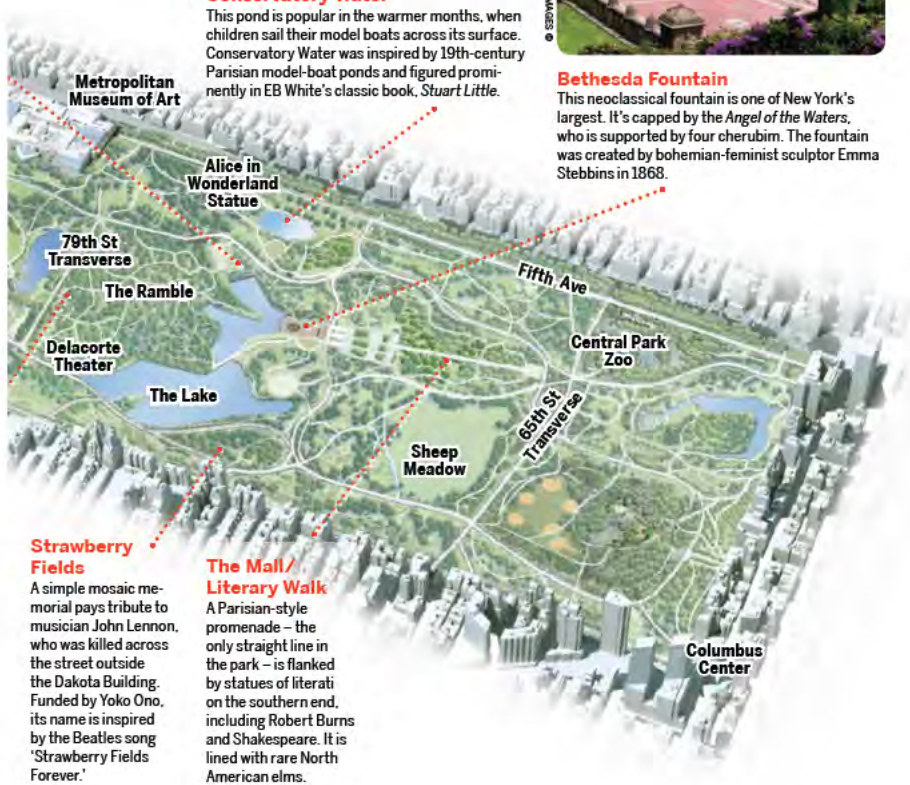 Conservatory Water
This pond is popular in the warmer months, when
children sail their model boats across its surface.
Conservatory Water was inspired by 19th-century
Parisian model-boat ponds and figured promi-
nently in EB White's classic book, Stuart Little.
IMAGES ©
Bethesda Fountain
This neoclassical fountain is one of New York's
largest. It's capped by the Angel of the Waters,
who is supported by four cherubim. The fountain
was created by bohemian-feminist sculptor Emma
Stebbins in 1868.
Metropolitan
Museum of Art
Alice in
Wonderland
Statue
79th St
Transverse
The Ramble
Fifth Ave
Delacorte
Theater
Central Park
Zoo
The Lake
65th St
Transverse
Sheep
Meadow
Columbus
Center
Strawberry
Fields
A simple mosaic me-
morial pays tribute to
musician John Lennon,
who was killed across
the street outside
the Dakota Building.
Funded by Yoko Ono,
its name is inspired
by the Beatles song
'Strawberry Fields
Forever.'
The Mall/
Literary Walk
A Parisian-style
promenade – the
only straight line in
the park – is flanked
by statues of literati
on the southern end,
including Robert Burns
and Shakespeare. It is
lined with rare North
American elms.